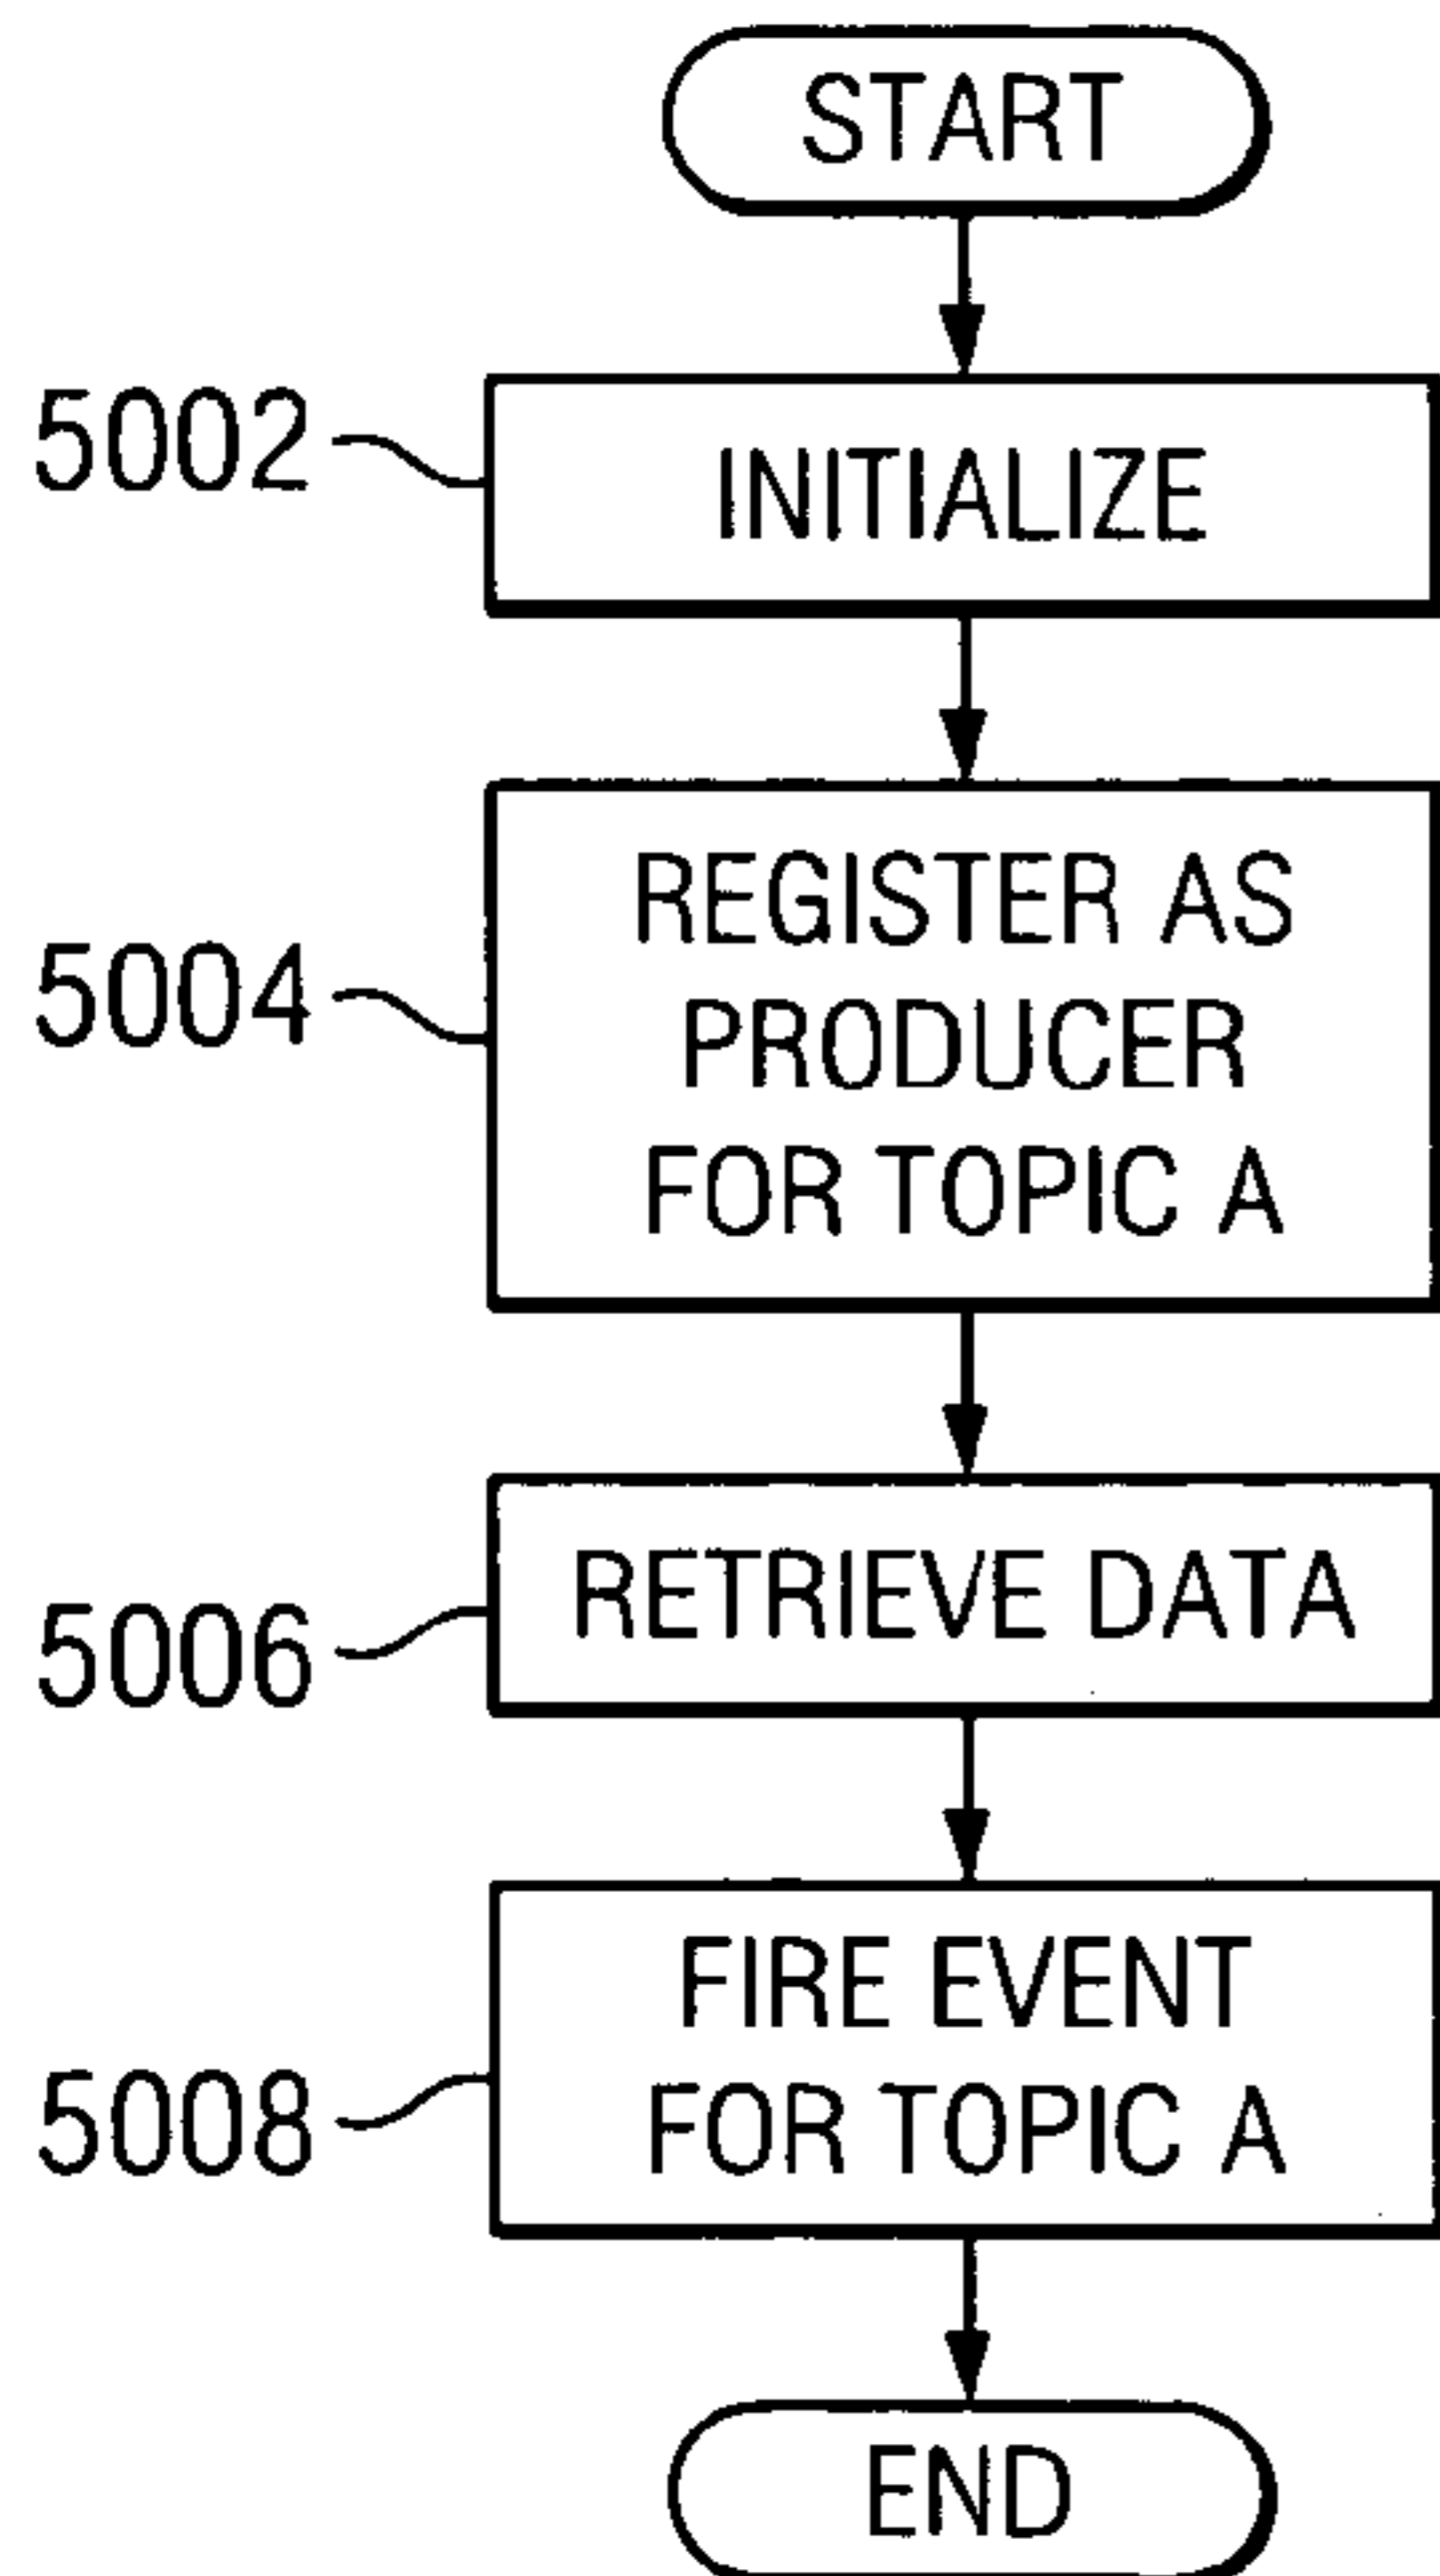 START
5002
INITIALIZE
5004
REGISTER AS
PRODUCER
FOR TOPIC A
5006
RETRIEVE DATA
5008
FIRE EVENT
FOR TOPIC A
END